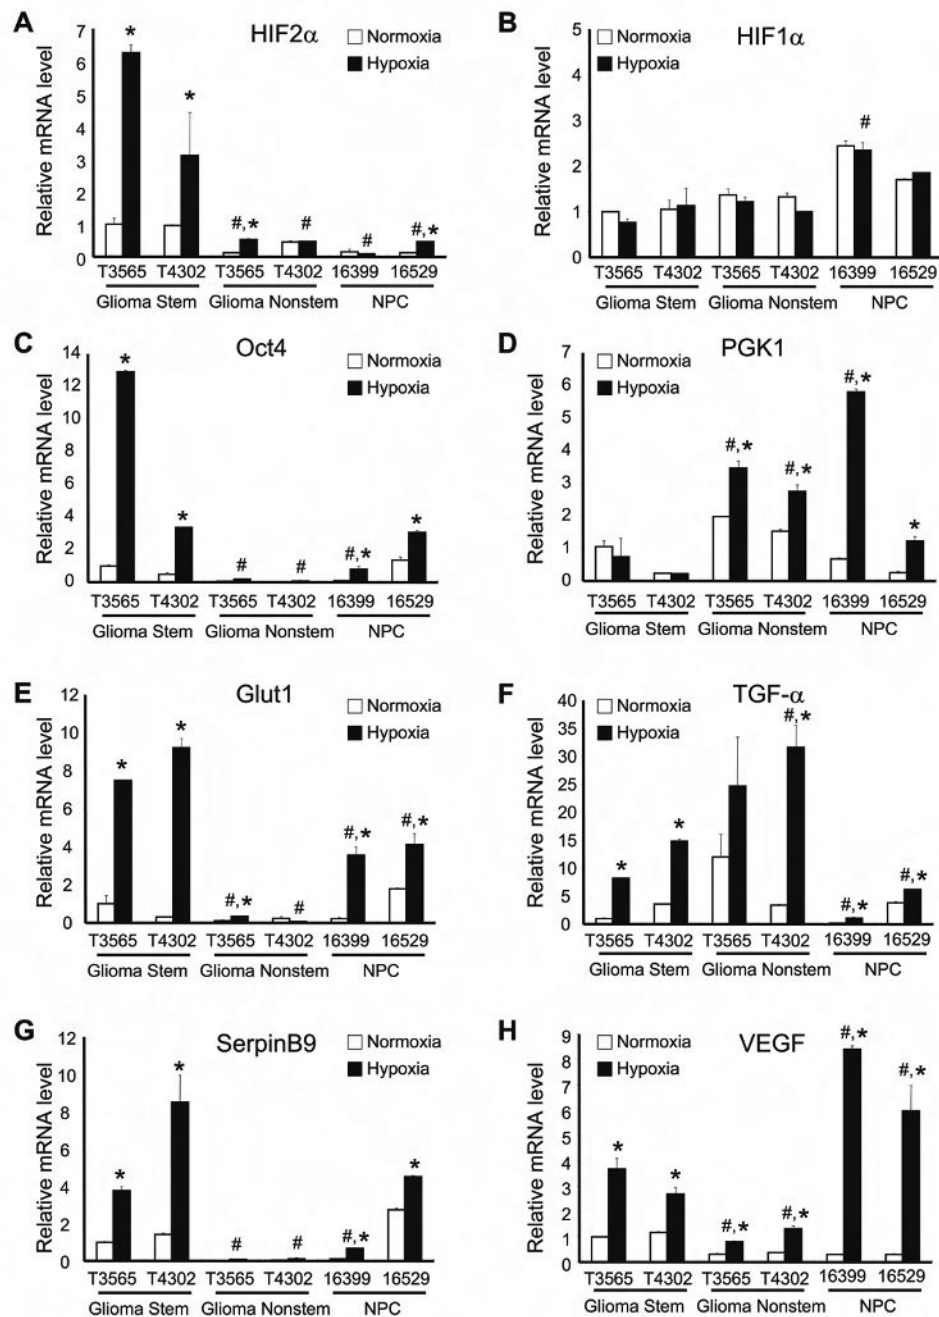 A
HIF2α
Normoxia
Hypoxia
Relative mRNA level
7
6
5
4
3
2
1
0
*
*
#,*
#
#
#,*
T3565 T4302 T3565 T4302 16399 16529
Glioma Stem Glioma Nonstem NPC
B
HIF1α
Normoxia
Hypoxia
Relative mRNA level
5
4
3
2
1
0
#
T3565 T4302 T3565 T4302 16399 16529
Glioma Stem Glioma Nonstem NPC
C
Oct4
Normoxia
Hypoxia
Relative mRNA level
14
12
10
8
6
4
2
0
*
*
#
#
#,*
*
T3565 T4302 T3565 T4302 16399 16529
Glioma Stem Glioma Nonstem NPC
D
PGK1
Normoxia
Hypoxia
Relative mRNA level
7
6
5
4
3
2
1
0
#,*
#,*
#,*
*
T3565 T4302 T3565 T4302 16399 16529
Glioma Stem Glioma Nonstem NPC
E
Glut1
Normoxia
Hypoxia
Relative mRNA level
12
10
8
6
4
2
0
*
*
#,*
#
#,*
#,*
T3565 T4302 T3565 T4302 16399 16529
Glioma Stem Glioma Nonstem NPC
F
TGF-α
Normoxia
Hypoxia
Relative mRNA level
40
35
30
25
20
15
10
5
0
*
*
#,*
#,*
#,*
T3565 T4302 T3565 T4302 16399 16529
Glioma Stem Glioma Nonstem NPC
G
SerpinB9
Normoxia
Hypoxia
Relative mRNA level
12
10
8
6
4
2
0
*
*
#
#
#,*
*
T3565 T4302 T3565 T4302 16399 16529
Glioma Stem Glioma Nonstem NPC
H
VEGF
Normoxia
Hypoxia
Relative mRNA level
9
8
7
6
5
4
3
2
1
0
*
*
#,*
#,*
#,*
#,*
T3565 T4302 T3565 T4302 16399 16529
Glioma Stem Glioma Nonstem NPC